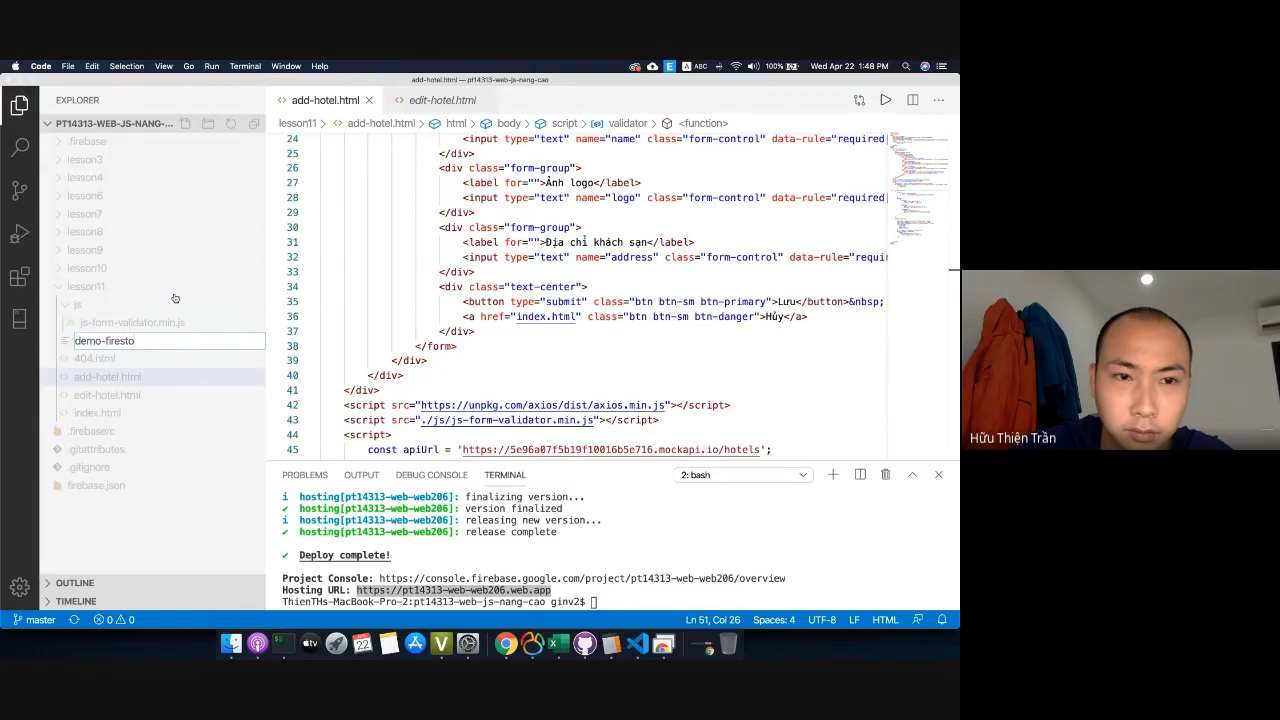 Code File Edit Selection View Go Run Terminal Window Help
E A ABC 100% Wed Apr 22 1:48 PM
add-hotel.html — pt14313-web-js-nang-cao
EXPLORER
add-hotel.html
edit-hotel.html
PT14313-WEB-JS-NANG-...
lesson11 > add-hotel.html > html > body > script > validator > <function>
.firebase
lesson3
lesson4
lesson6
lesson7
lesson8
lesson9
lesson10
lesson11
js
js-form-validator.min.js
demo-firesto
404.html
add-hotel.html
edit-hotel.html
index.html
.firebaserc
.gitattributes
.gitignore
firebase.json
OUTLINE
TIMELINE
24 <input type="text" name="name" class="form-control" data-rule="required
25 </div>
26 <div class="form-group">
27 <label for="">Ảnh logo</label>
28 <input type="text" name="logo" class="form-control" data-rule="required
29 </div>
30 <div class="form-group">
31 <label for="">Địa chỉ khách sạn</label>
32 <input type="text" name="address" class="form-control" data-rule="requir
33 </div>
34 <div class="text-center">
35 <button type="submit" class="btn btn-sm btn-primary">Lưu</button>&nbsp;
36 <a href="index.html" class="btn btn-sm btn-danger">Hủy</a>
37 </div>
38 </form>
39 </div>
40 </div>
41 </div>
42 <script src="https://unpkg.com/axios/dist/axios.min.js"></script>
43 <script src="./js/js-form-validator.min.js"></script>
44 <script>
45 const apiUrl = 'https://5e96a07f5b19f10016b5e716.mockapi.io/hotels';
PROBLEMS OUTPUT DEBUG CONSOLE TERMINAL 2: bash
i hosting[pt14313-web-web206]: finalizing version...
✔ hosting[pt14313-web-web206]: version finalized
i hosting[pt14313-web-web206]: releasing new version...
✔ hosting[pt14313-web-web206]: release complete
✔ Deploy complete!
Project Console: https://console.firebase.google.com/project/pt14313-web-web206/overview
Hosting URL: https://pt14313-web-web206.web.app
ThienTHs-MacBook-Pro-2:pt14313-web-js-nang-cao ginv2$
master 0 0 Ln 51, Col 26 Spaces: 4 UTF-8 LF HTML
Hữu Thiện Trần